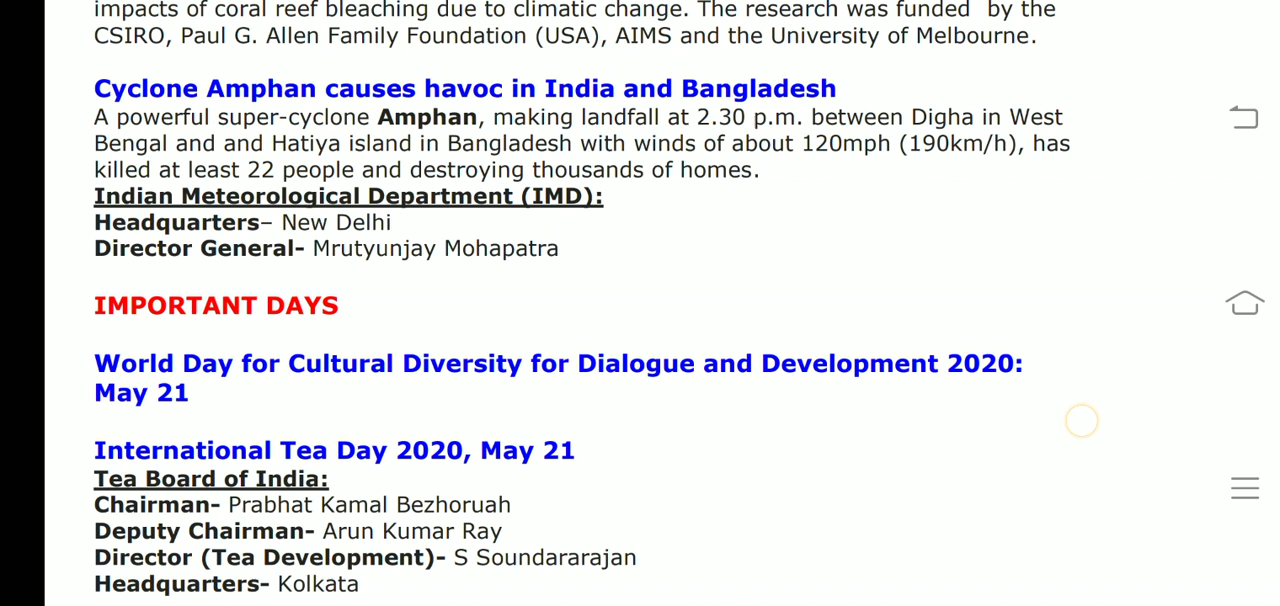 impacts of coral reef bleaching due to climatic change. The research was funded  by the
CSIRO, Paul G. Allen Family Foundation (USA), AIMS and the University of Melbourne.
Cyclone Amphan causes havoc in India and Bangladesh
A powerful super-cyclone Amphan, making landfall at 2.30 p.m. between Digha in West
Bengal and and Hatiya island in Bangladesh with winds of about 120mph (190km/h), has
killed at least 22 people and destroying thousands of homes.
Indian Meteorological Department (IMD):
Headquarters– New Delhi
Director General- Mrutyunjay Mohapatra
IMPORTANT DAYS
World Day for Cultural Diversity for Dialogue and Development 2020:
May 21
International Tea Day 2020, May 21
Tea Board of India:
Chairman- Prabhat Kamal Bezhoruah
Deputy Chairman- Arun Kumar Ray
Director (Tea Development)- S Soundararajan
Headquarters- Kolkata